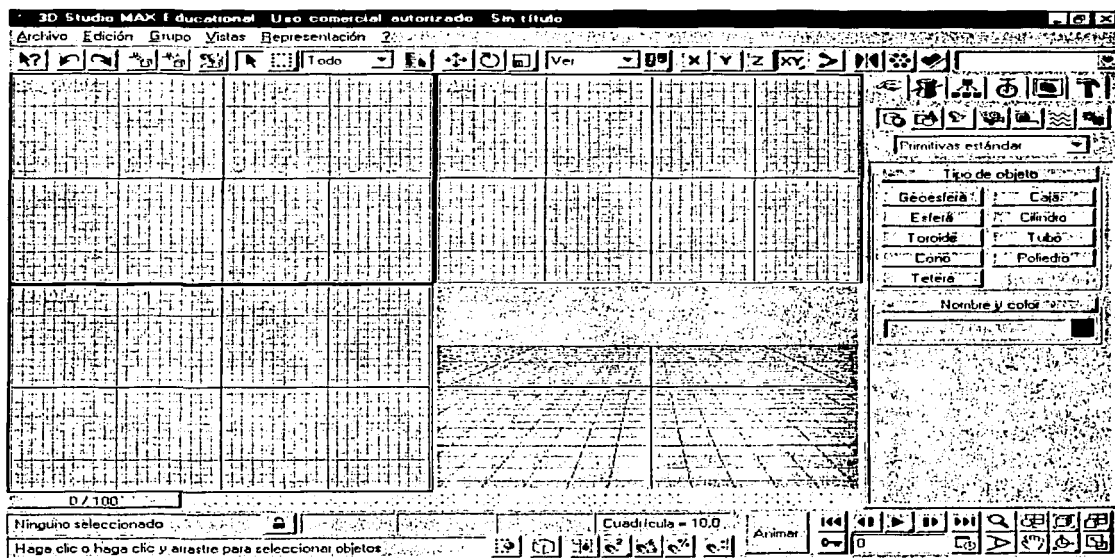 3D Studio MAX Educational Uso comercial autorizado Sin título
Archivo Edición Grupo Vistas Representación ?
Todo Ver X Y Z XY
Primitivas estándar
Tipo de objeto
Geoesfera Caja
Esfera Cilindro
Toroide Tubo
Cono Poliedro
Tetera
Nombre y color
0 / 100
Ninguno seleccionado Cuadrícula = 10,0 Animar
Haga clic o haga clic y arrastre para seleccionar objetos 0